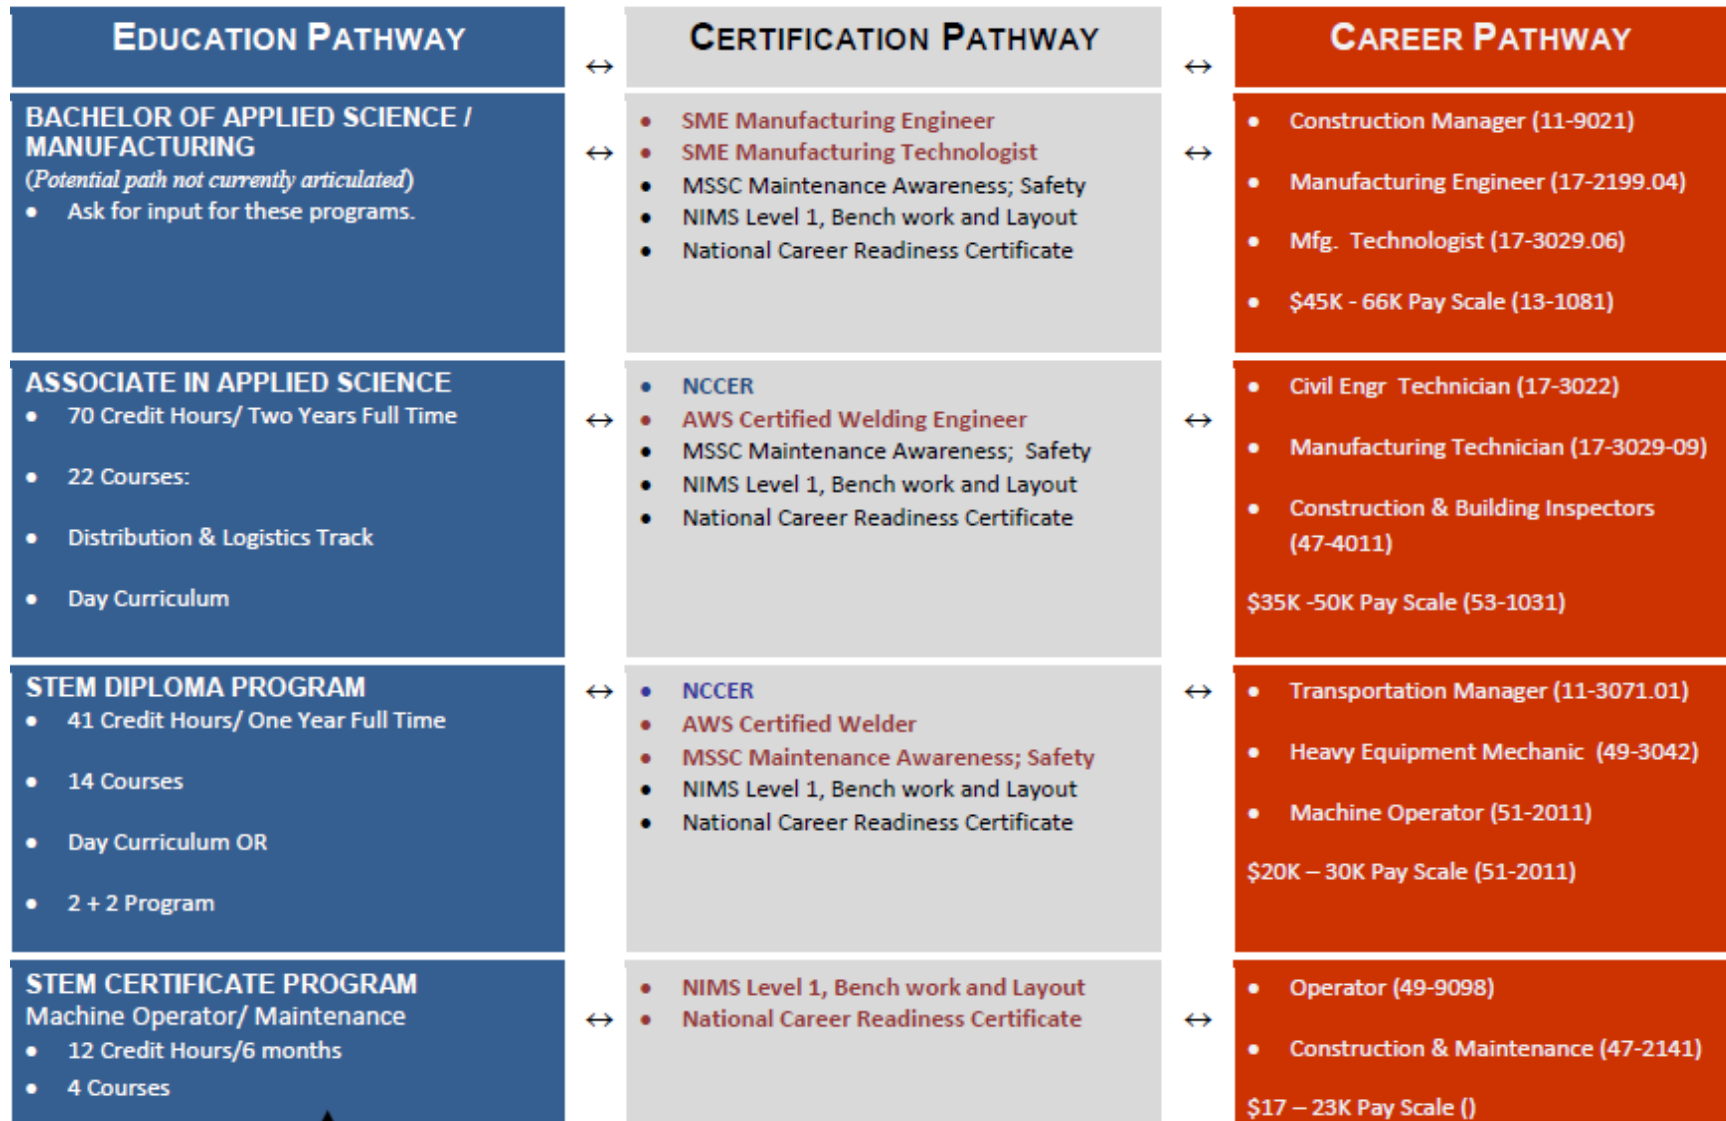 EDUCATION PATHWAY
↔
CERTIFICATION PATHWAY
↔
CAREER PATHWAY
BACHELOR OF APPLIED SCIENCE /
MANUFACTURING
(Potential path not currently articulated)
• Ask for input for these programs.
↔
• SME Manufacturing Engineer
• SME Manufacturing Technologist
• MSSC Maintenance Awareness; Safety
• NIMS Level 1, Bench work and Layout
• National Career Readiness Certificate
↔
• Construction Manager (11-9021)
• Manufacturing Engineer (17-2199.04)
• Mfg.  Technologist (17-3029.06)
• $45K - 66K Pay Scale (13-1081)
ASSOCIATE IN APPLIED SCIENCE
• 70 Credit Hours/ Two Years Full Time
• 22 Courses:
• Distribution & Logistics Track
• Day Curriculum
↔
• NCCER
• AWS Certified Welding Engineer
• MSSC Maintenance Awareness;  Safety
• NIMS Level 1, Bench work and Layout
• National Career Readiness Certificate
↔
• Civil Engr  Technician (17-3022)
• Manufacturing Technician (17-3029-09)
• Construction & Building Inspectors
(47-4011)
$35K -50K Pay Scale (53-1031)
STEM DIPLOMA PROGRAM
• 41 Credit Hours/ One Year Full Time
• 14 Courses
• Day Curriculum OR
• 2 + 2 Program
↔
• NCCER
• AWS Certified Welder
• MSSC Maintenance Awareness; Safety
• NIMS Level 1, Bench work and Layout
• National Career Readiness Certificate
↔
• Transportation Manager (11-3071.01)
• Heavy Equipment Mechanic  (49-3042)
• Machine Operator (51-2011)
$20K – 30K Pay Scale (51-2011)
STEM CERTIFICATE PROGRAM
Machine Operator/ Maintenance
• 12 Credit Hours/6 months
• 4 Courses
↔
• NIMS Level 1, Bench work and Layout
• National Career Readiness Certificate
↔
• Operator (49-9098)
• Construction & Maintenance (47-2141)
$17 – 23K Pay Scale ()